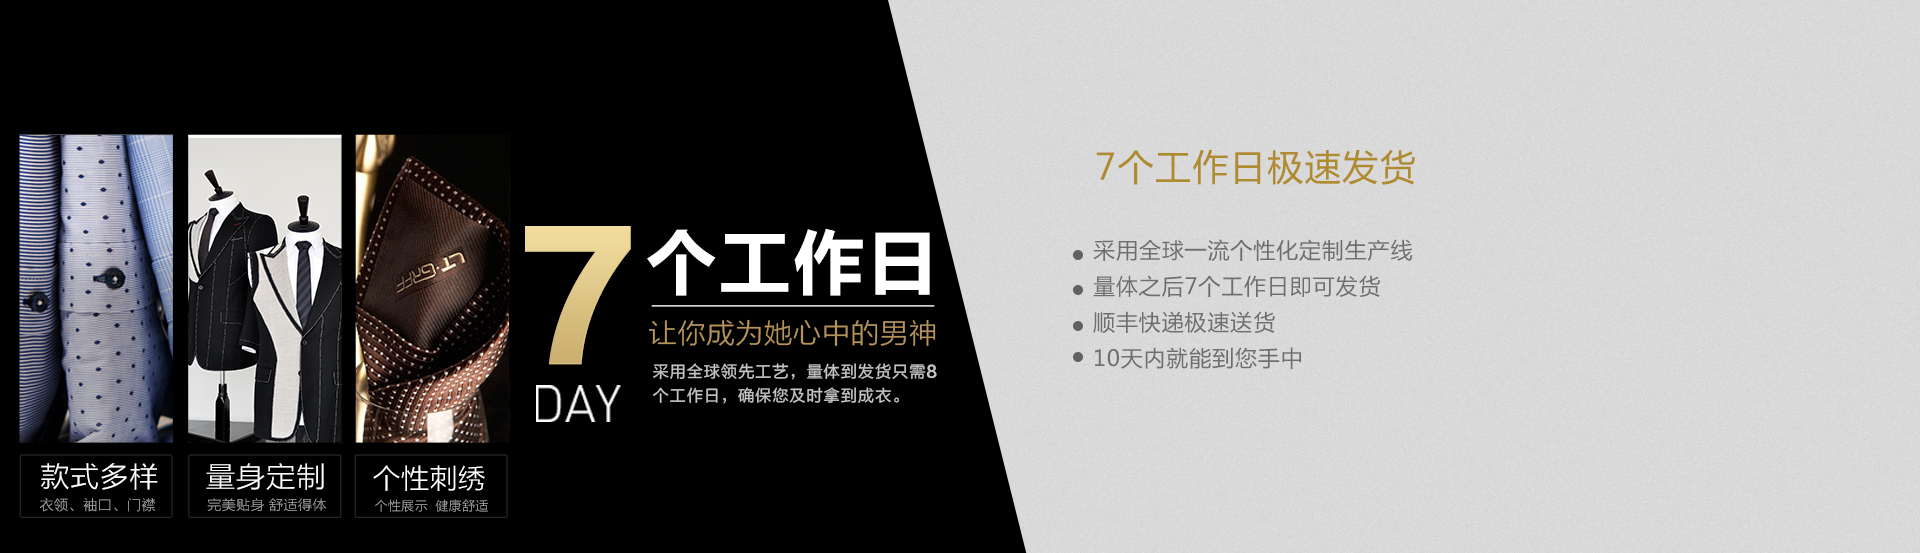 LT·GRFF
款式多样
衣领、袖口、门襟
量身定制
完美贴身 舒适得体
个性刺绣
个性展示 健康舒适
7个工作日
DAY
让你成为她心中的男神
采用全球领先工艺，量体到发货只需8
个工作日，确保您及时拿到成衣。
7个工作日极速发货
采用全球一流个性化定制生产线
量体之后7个工作日即可发货
顺丰快递极速送货
10天内就能到您手中